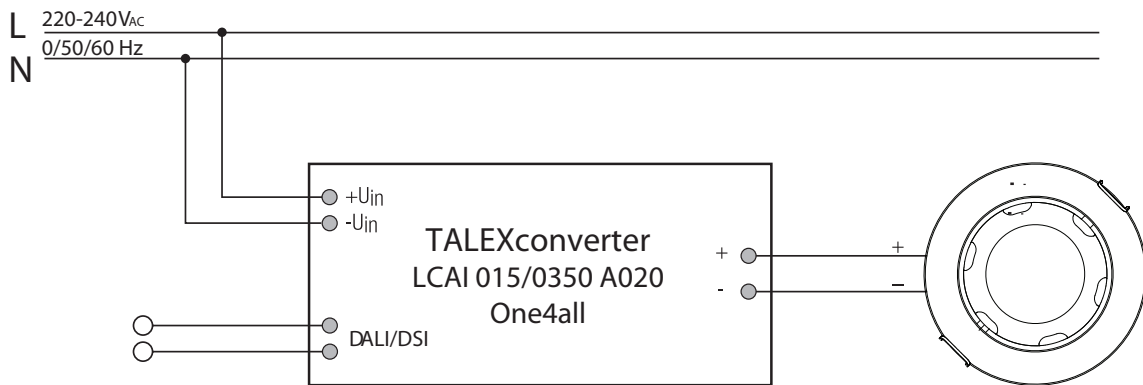 L 220-240VAC
0/50/60 Hz
N
+Uin
-Uin
TALEXconverter
LCAI 015/0350 A020
One4all
+ +
- –
DALI/DSI